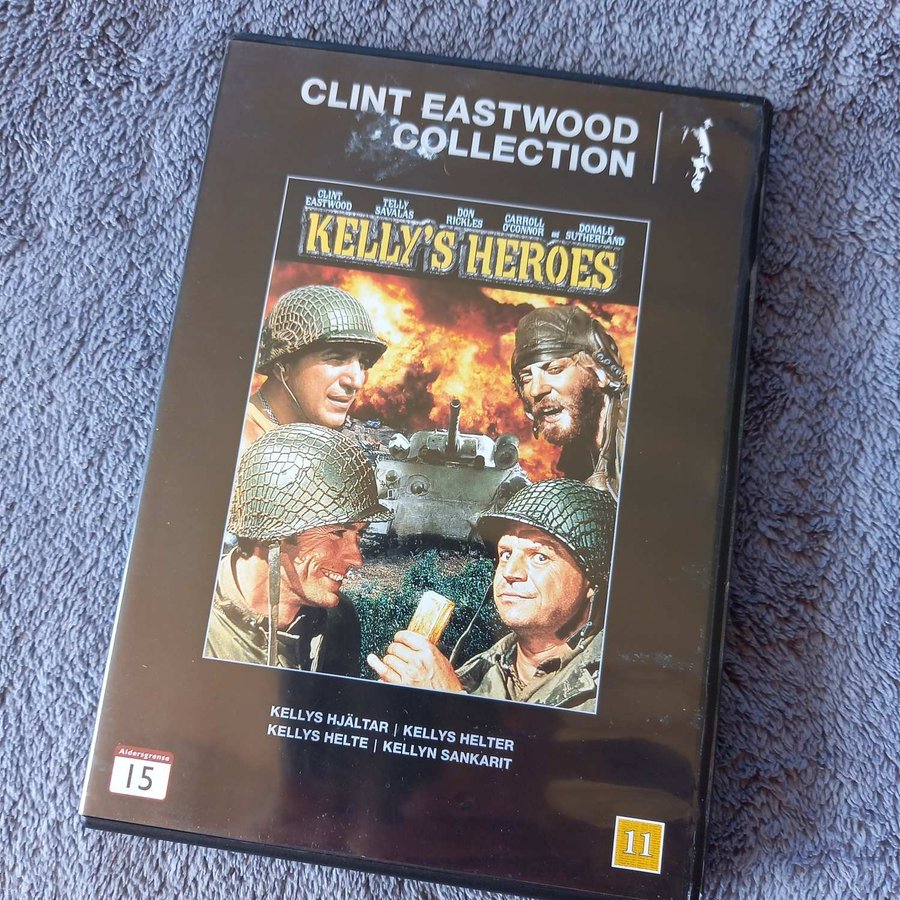 CLINT EASTWOOD
COLLECTION
CLINT EASTWOOD
TELLY SAVALAS
DON RICKLES
CARROLL O'CONNOR
and
DONALD SUTHERLAND
KELLY'S HEROES
KELLYS HJÄLTAR | KELLYS HELTER
KELLYS HELTE | KELLYN SANKARIT
Aldersgrense
15
11